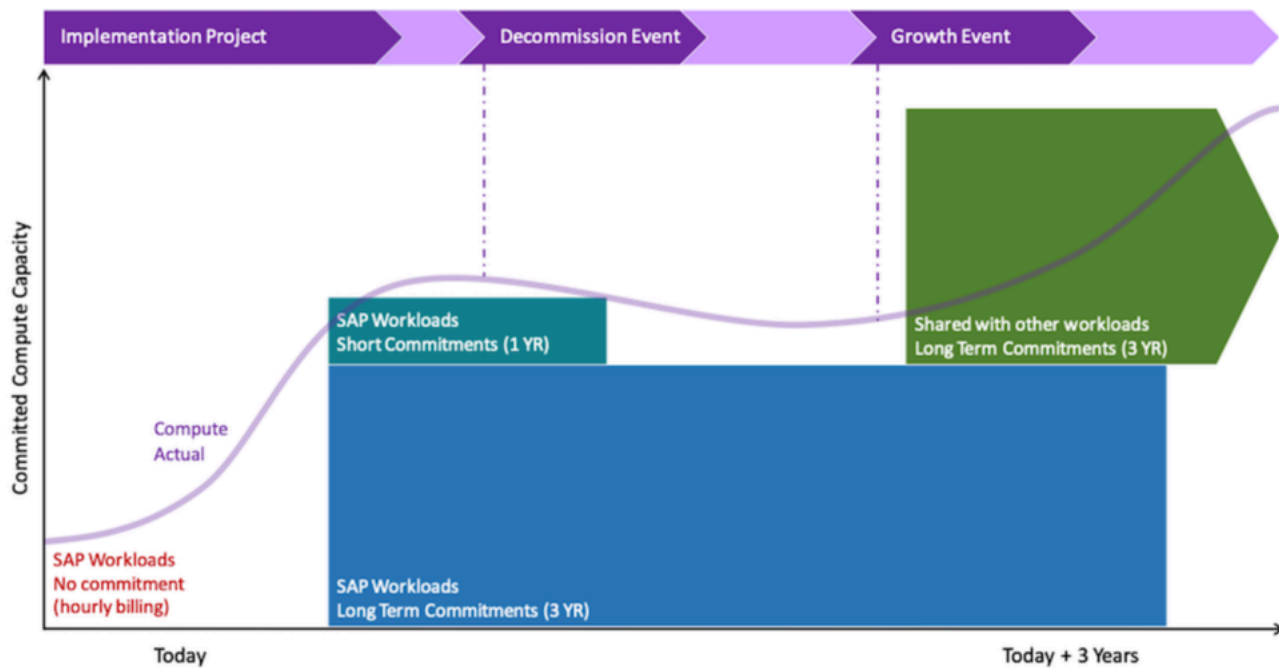 Implementation Project
Decommission Event
Growth Event
Committed Compute Capacity
SAP Workloads
Short Commitments (1 YR)
Shared with other workloads
Long Term Commitments (3 YR)
Compute
Actual
SAP Workloads
No commitment
(hourly billing)
SAP Workloads
Long Term Commitments (3 YR)
Today
Today + 3 Years